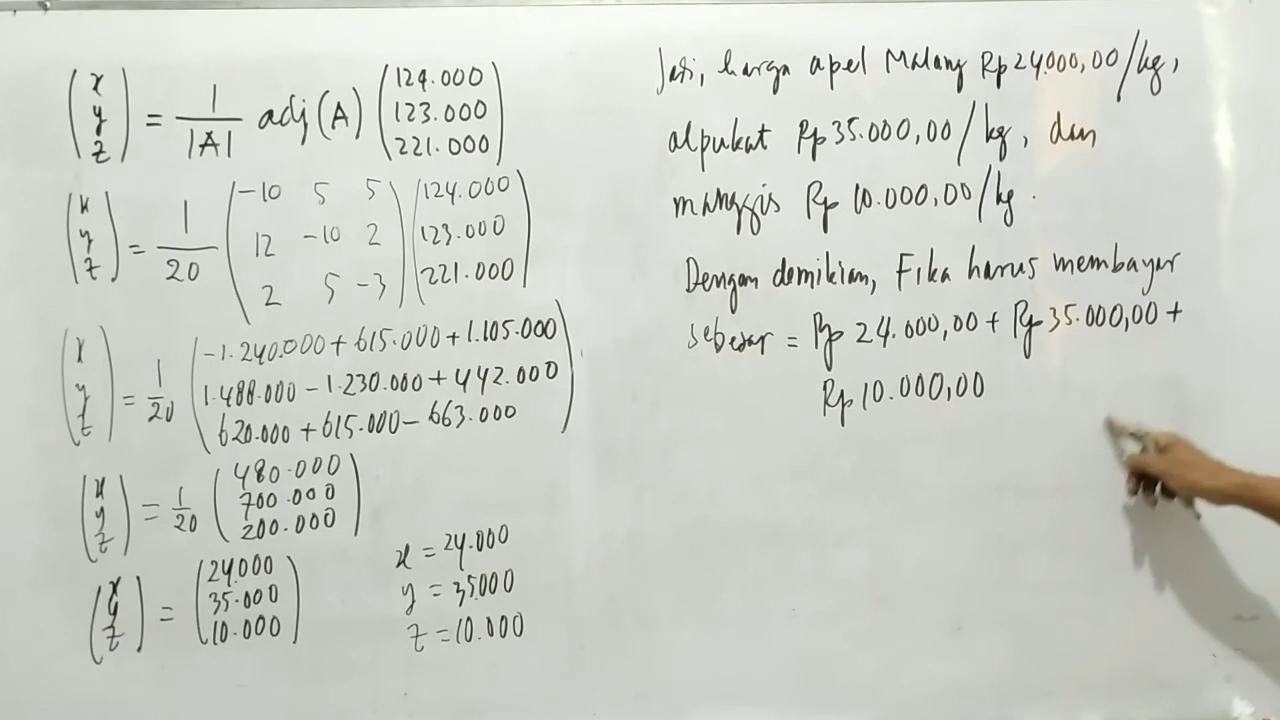 (x y z) = 1/|A| adj(A) (124.000 123.000 221.000)
(x y z) = 1/20 (-10 5 5 12 -10 2 2 5 -3) (124.000 123.000 221.000)
(x y z) = 1/20 (-1.240.000 + 615.000 + 1.105.000 1.488.000 - 1.230.000 + 442.000 620.000 + 615.000 - 663.000)
(x y z) = 1/20 (480.000 700.000 200.000)
(x y z) = (24.000 35.000 10.000)
x = 24.000
y = 35.000
z = 10.000
Jadi, harga apel Malang Rp24.000,00/kg,
alpukat Rp35.000,00/kg, dan
manggis Rp 10.000,00/kg.
Dengan demikian, Fika harus membayar
sebesar = Rp 24.000,00 + Rp 35.000,00 +
Rp10.000,00